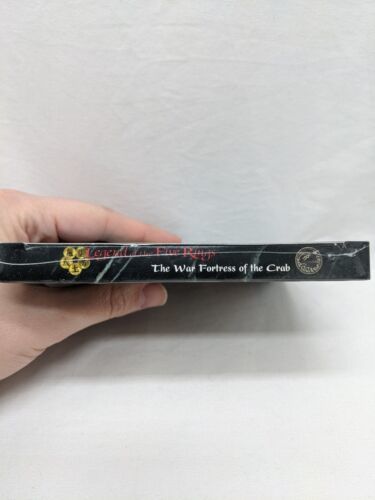 Legend of the Five Rings
The War Fortress of the Crab